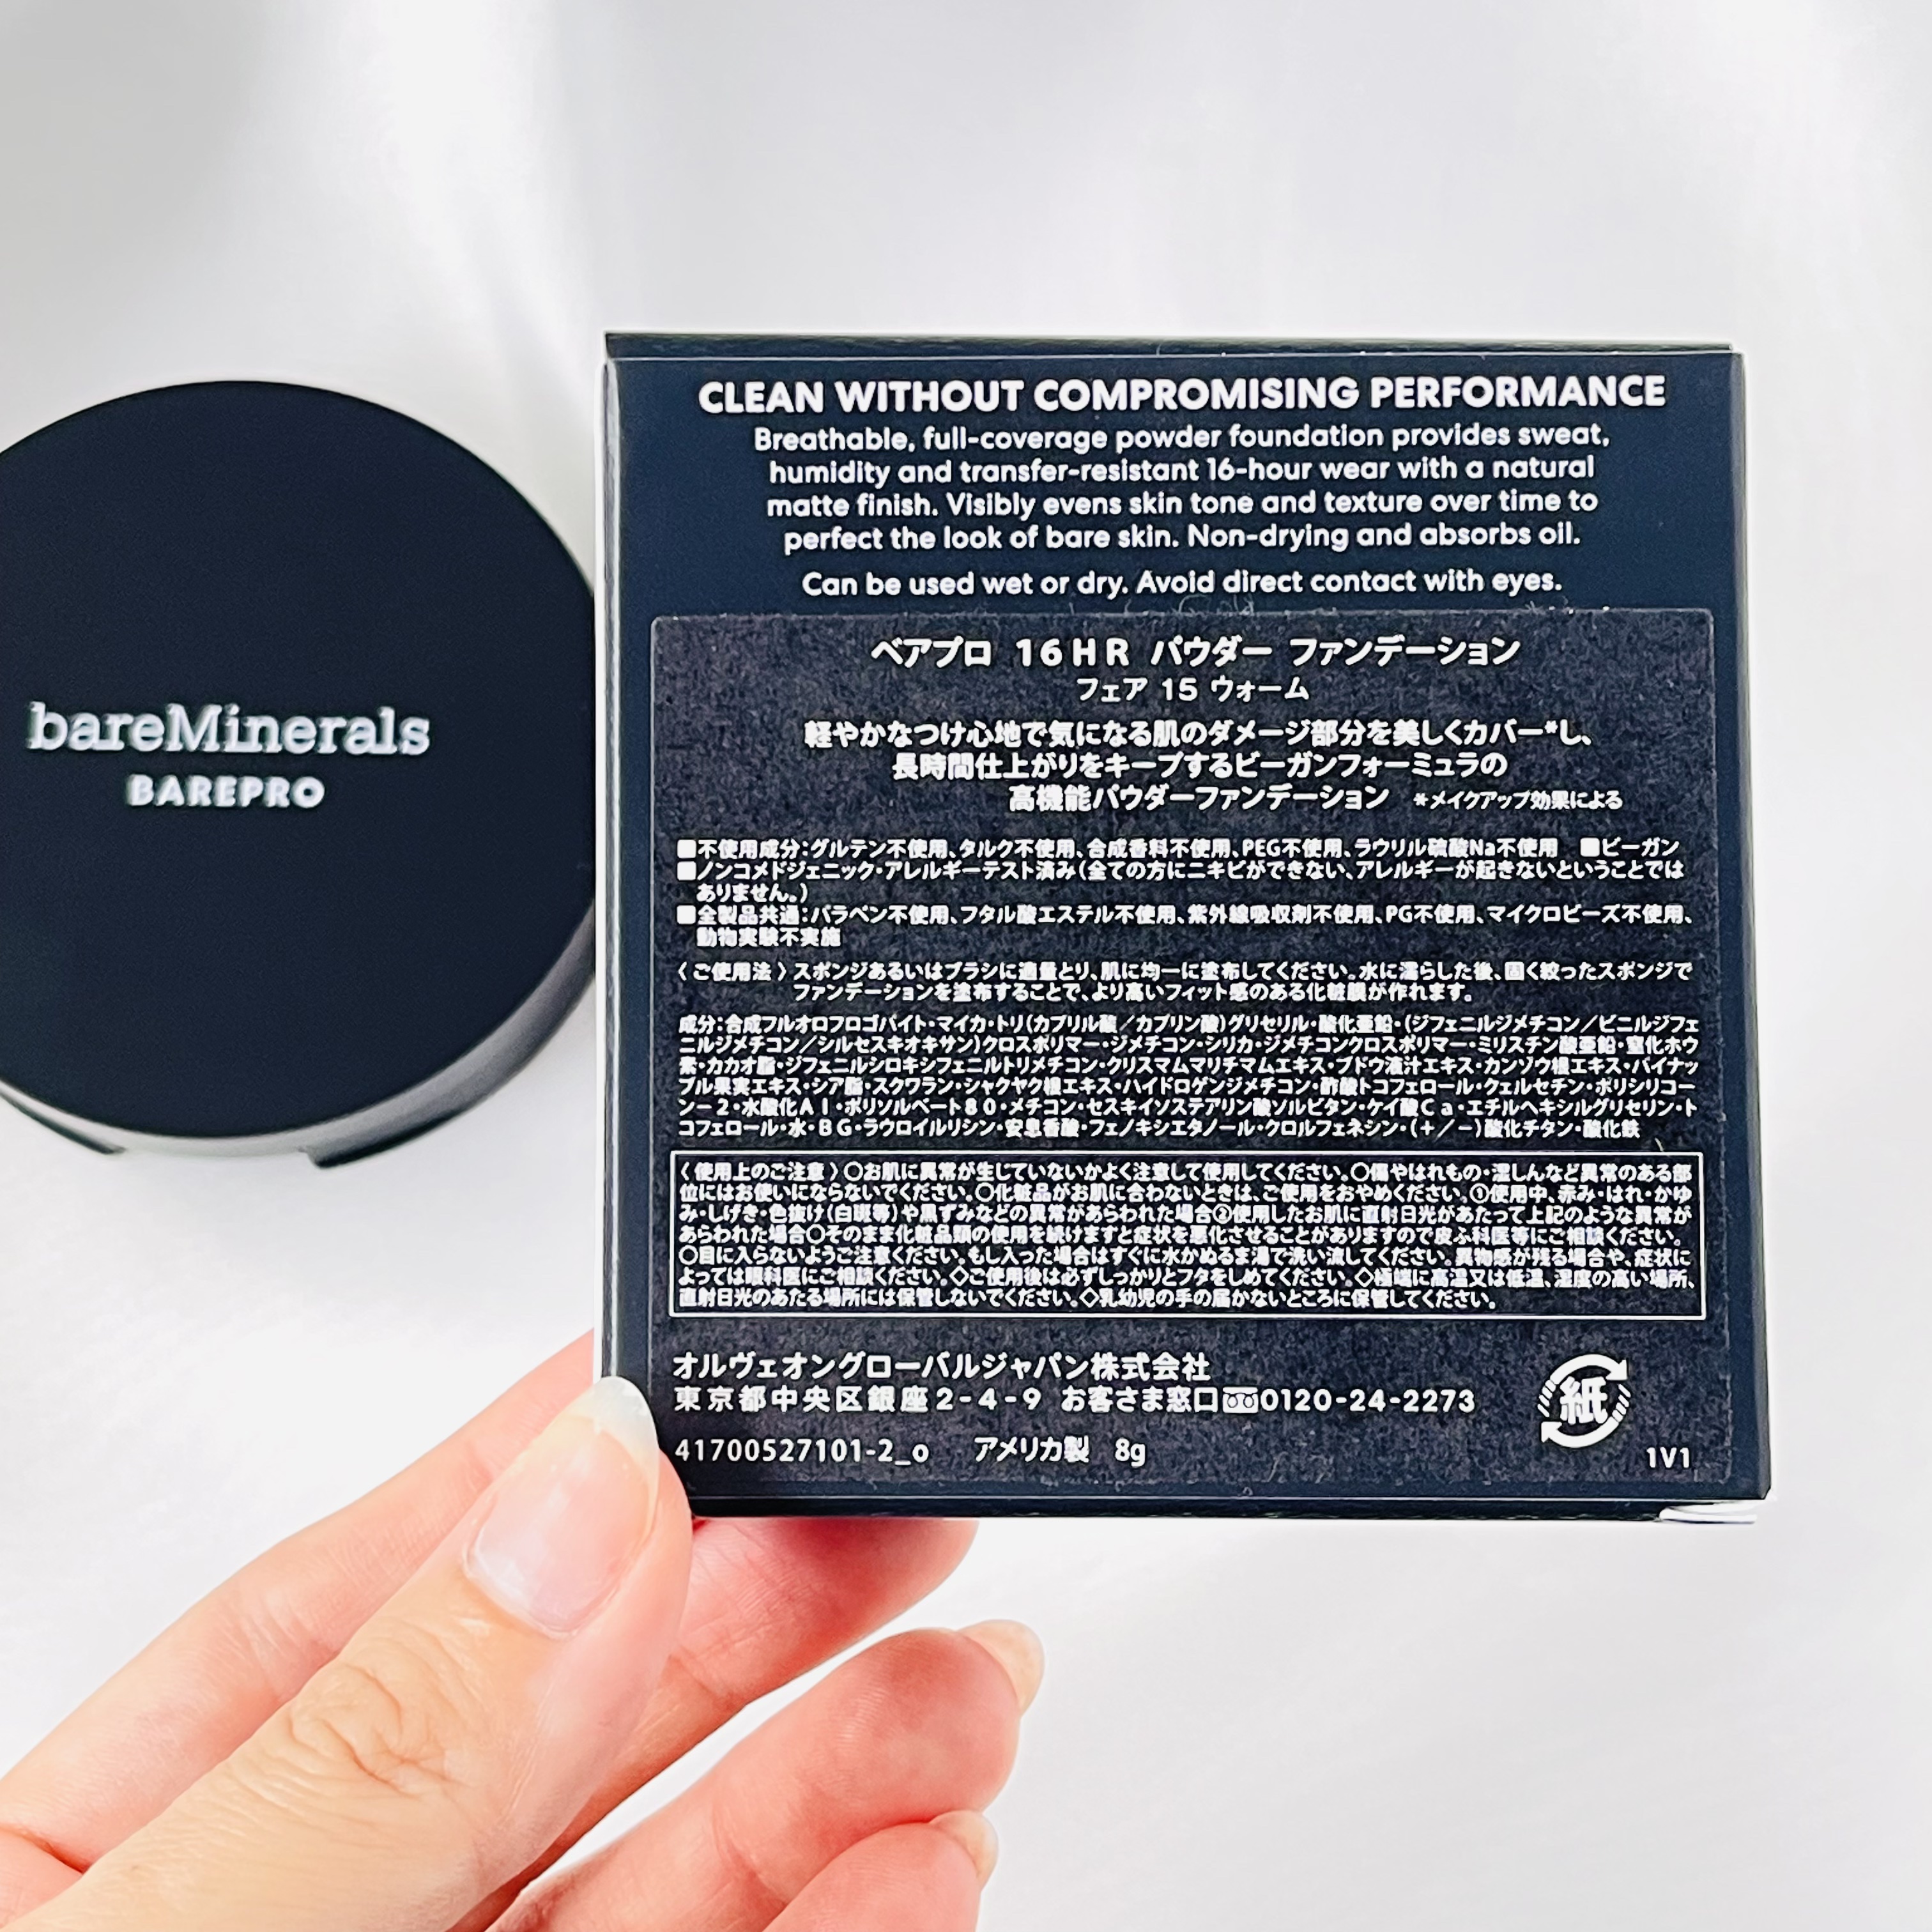 bareMinerals
BAREPRO
CLEAN WITHOUT COMPROMISING PERFORMANCE
Breathable, full-coverage powder foundation provides sweat,
humidity and transfer-resistant 16-hour wear with a natural
matte finish. Visibly evens skin tone and texture over time to
perfect the look of bare skin. Non-drying and absorbs oil.
Can be used wet or dry. Avoid direct contact with eyes.
ベアプロ 16HR パウダー ファンデーション
フェア 15 ウォーム
軽やかなつけ心地で気になる肌のダメージ部分を美しくカバー*し、
長時間仕上がりをキープするビーガンフォーミュラの
高機能パウダーファンデーション *メイクアップ効果による
■不使用成分:グルテン不使用、タルク不使用、合成香料不使用、PEG不使用、ラウリル硫酸Na不使用 ■ビーガン
■ノンコメドジェニック・アレルギーテスト済み(全ての方にニキビができない、アレルギーが起きないということでは
ありません。)
■全製品共通:パラベン不使用、フタル酸エステル不使用、紫外線吸収剤不使用、PG不使用、マイクロビーズ不使用、
動物実験不実施
〈ご使用法〉スポンジあるいはブラシに適量とり、肌に均一に塗布してください。水に濡らした後、固く絞ったスポンジで
ファンデーションを塗布することで、より高いフィット感のある化粧膜が作れます。
成分:合成フルオロフロゴパイト・マイカ・トリ(カプリル酸/カプリン酸)グリセリル・酸化亜鉛・(ジフェニルジメチコン/ビニルジフェ
ニルジメチコン/シルセスキオキサン)クロスポリマー・ジメチコン・シリカ・ジメチコンクロスポリマー・ミリスチン酸亜鉛・窒化ホウ
素・カカオ脂・ジフェニルシロキシフェニルトリメチコン・クリスマムマリチマムエキス・ブドウ液汁エキス・カンゾウ根エキス・パイナッ
プル果実エキス・シア脂・スクワラン・シャクヤク根エキス・ハイドロゲンジメチコン・酢酸トコフェロール・クェルセチン・ポリシリコー
ン-2・水酸化Al・ポリソルベート80・メチコン・セスキイソステアリン酸ソルビタン・ケイ酸Ca・エチルヘキシルグリセリン・ト
コフェロール・水・BG・ラウロイルリシン・安息香酸・フェノキシエタノール・クロルフェネシン・(+/-)酸化チタン・酸化鉄
〈使用上のご注意〉○お肌に異常が生じていないかよく注意して使用してください。○傷やはれもの・湿しんなど異常のある部
位にはお使いにならないでください。○化粧品がお肌に合わないときは、ご使用をおやめください。①使用中、赤み・はれ・かゆ
み・しげき・色抜け(白斑等)や黒ずみなどの異常があらわれた場合②使用したお肌に直射日光があたって上記のような異常が
あらわれた場合○そのまま化粧品類の使用を続けますと症状を悪化させることがありますので皮ふ科医等にご相談ください。
○目に入らないようご注意ください。もし入った場合はすぐに水かぬるま湯で洗い流してください。異物感が残る場合や、症状に
よっては眼科医にご相談ください。◇ご使用後は必ずしっかりとフタをしめてください。◇極端に高温又は低温、湿度の高い場所、
直射日光のあたる場所には保管しないでください。◇乳幼児の手の届かないところに保管してください。
オルヴェオングローバルジャパン株式会社
東京都中央区銀座2-4-9 お客さま窓口0120-24-2273
紙
41700527101-2_o アメリカ製 8g
1V1